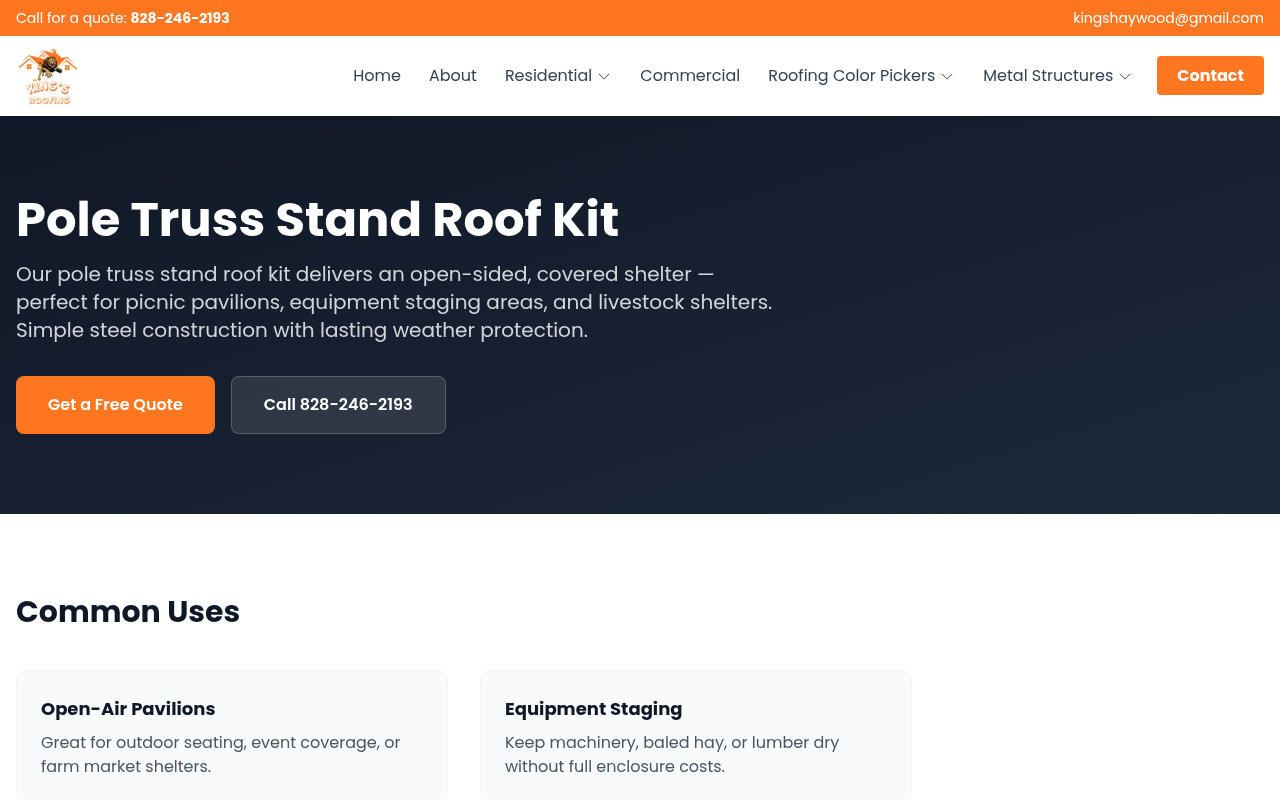 Call for a quote: 828-246-2193
kingshaywood@gmail.com
KING'S
ROOFING
Home
About
Residential
Commercial
Roofing Color Pickers
Metal Structures
Contact
Pole Truss Stand Roof Kit
Our pole truss stand roof kit delivers an open-sided, covered shelter —
perfect for picnic pavilions, equipment staging areas, and livestock shelters.
Simple steel construction with lasting weather protection.
Get a Free Quote
Call 828-246-2193
Common Uses
Open-Air Pavilions
Great for outdoor seating, event coverage, or
farm market shelters.
Equipment Staging
Keep machinery, baled hay, or lumber dry
without full enclosure costs.